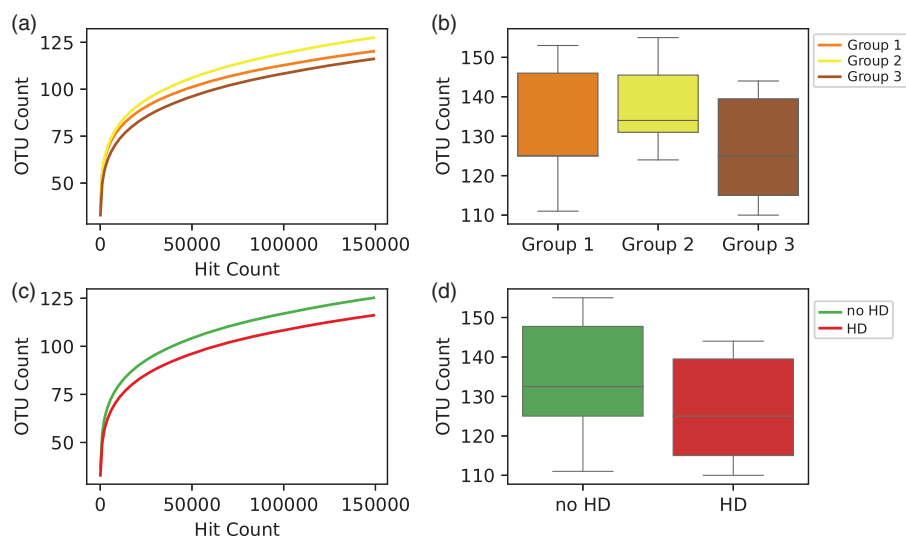 (a)
125
100
75
50
OTU Count
0 50000 100000 150000
Hit Count
(b)
150
140
130
120
110
OTU Count
Group 1 Group 2 Group 3
Group 1
Group 2
Group 3
(c)
125
100
75
50
OTU Count
0 50000 100000 150000
Hit Count
(d)
150
140
130
120
110
OTU Count
no HD HD
no HD
HD